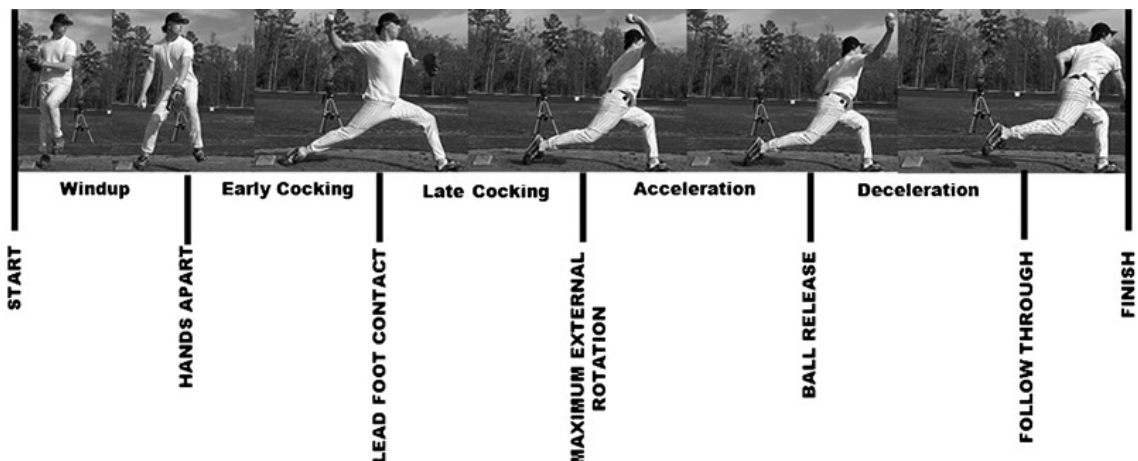 Windup
Early Cocking
Late Cocking
Acceleration
Deceleration
START
HANDS APART
LEAD FOOT CONTACT
MAXIMUM EXTERNAL
ROTATION
BALL RELEASE
FOLLOW THROUGH
FINISH